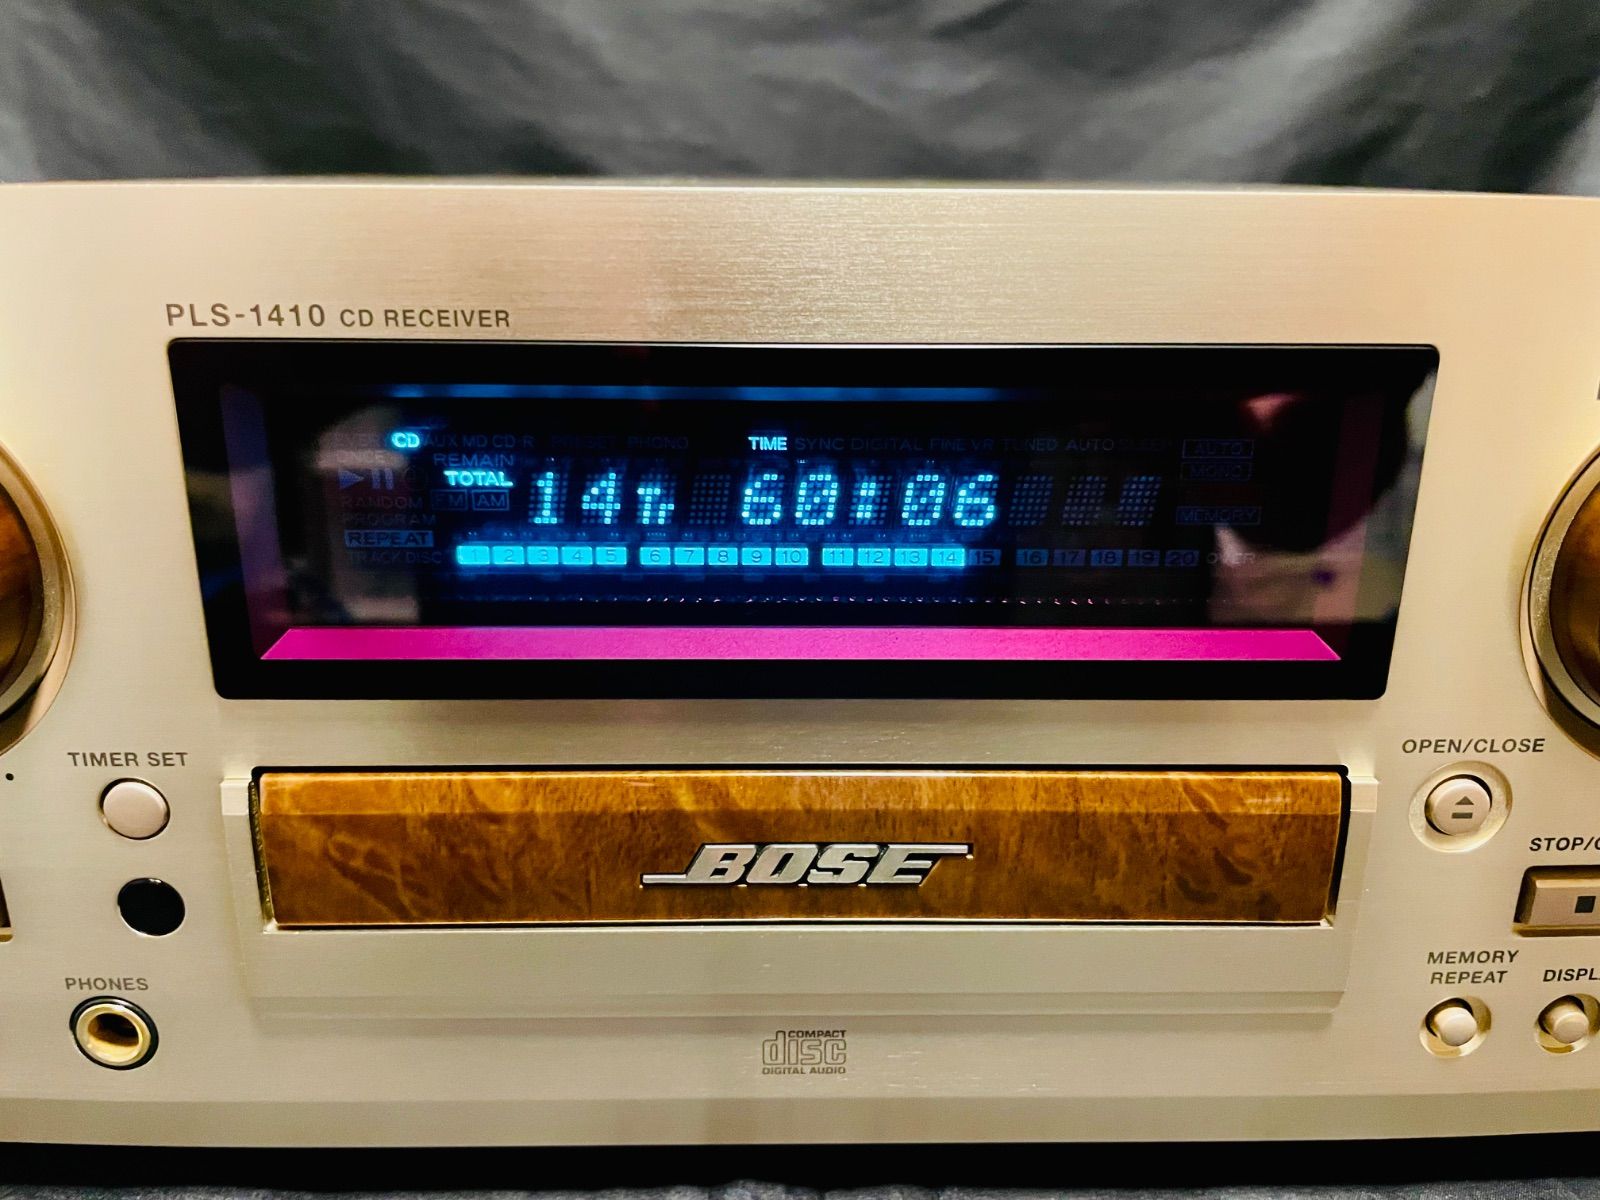 PLS-1410 CD RECEIVER
CD AUX MD CD-R PRESET PHONO TIME SYNC DIGITAL FINE VR TUNED AUTO SLEEP AUTO
ONCE REMAIN MONO
TOTAL 14 60:06
RANDOM FM AM
PROGRAM MEMORY
REPEAT
TRACK DISC 1 2 3 4 5 6 7 8 9 10 11 12 13 14 15 16 17 18 19 20 OVER
TIMER SET
OPEN/CLOSE
BOSE
STOP/
PHONES
MEMORY
REPEAT
DISPL
COMPACT
disc
DIGITAL AUDIO